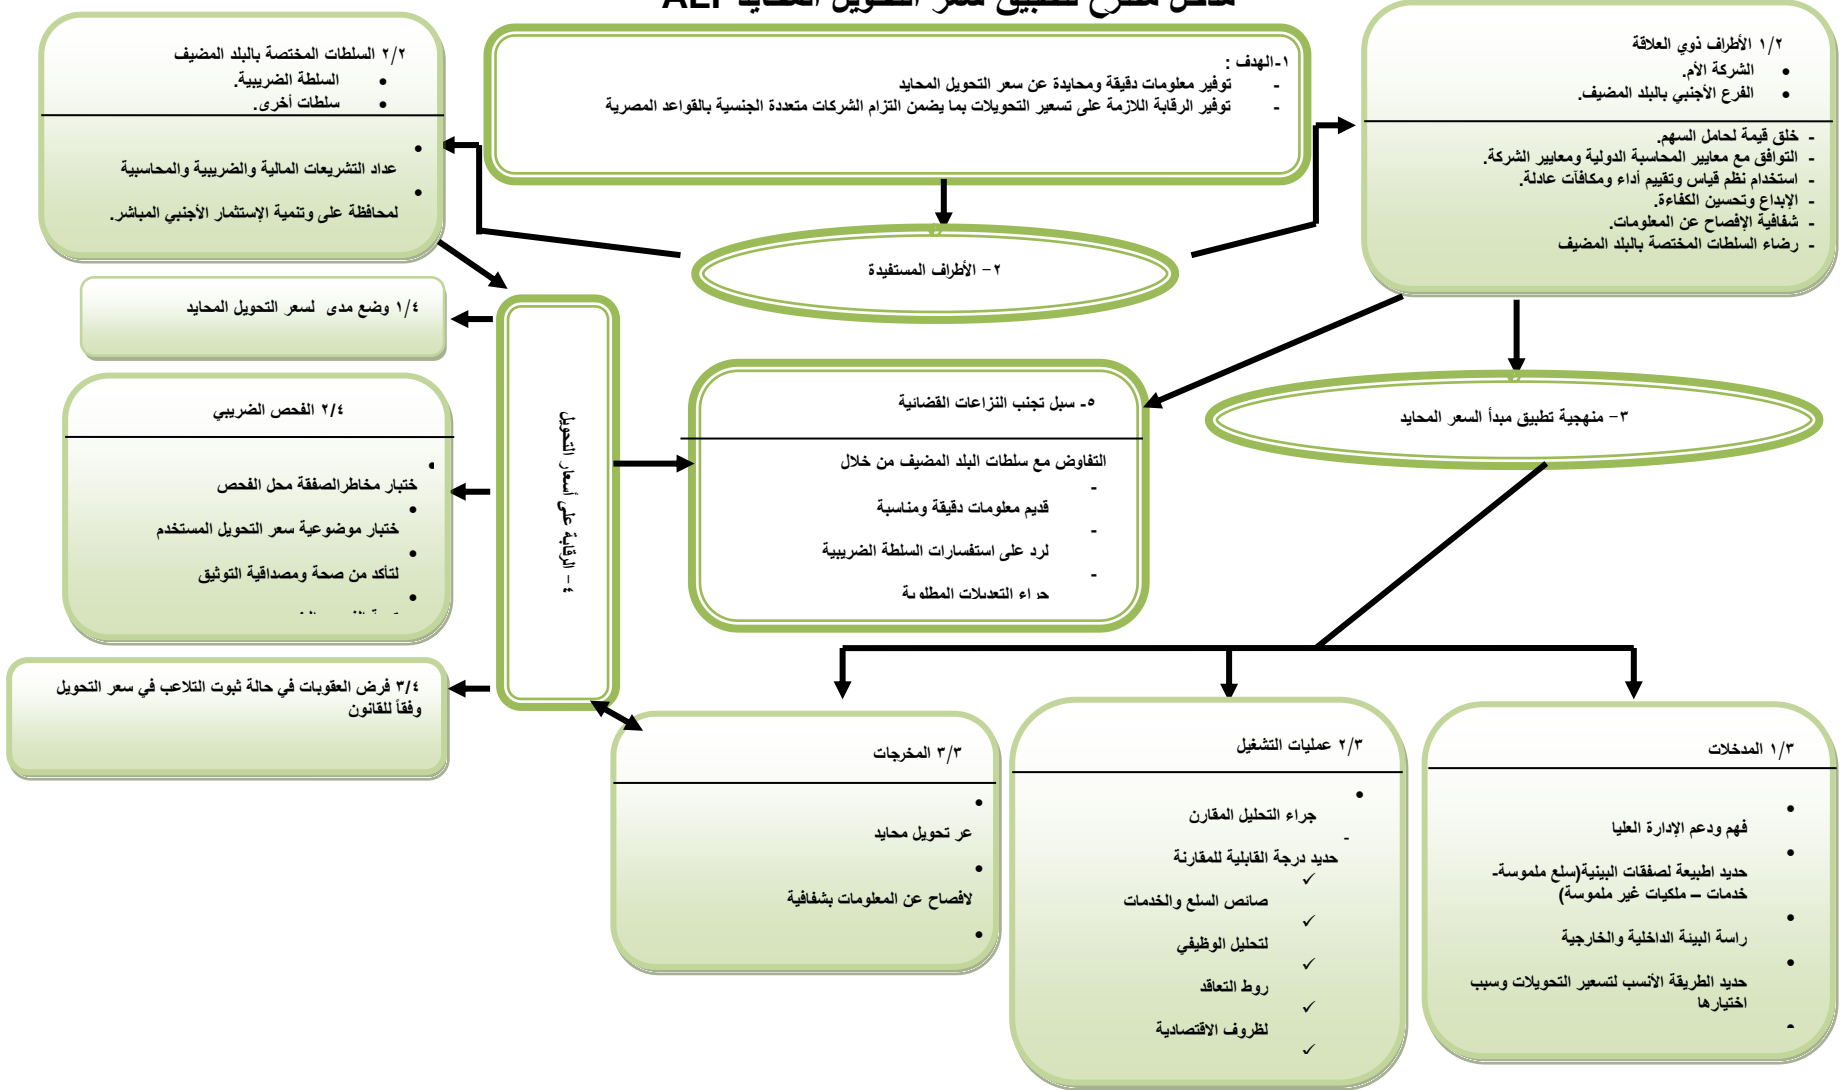 مدخل مقترح لتطبيق سعر التحويل المحايد ALP
١-الهدف :
- توفير معلومات دقيقة ومحايدة عن سعر التحويل المحايد
- توفير الرقابة اللازمة على تسعير التحويلات بما يضمن التزام الشركات متعددة الجنسية بالقواعد المصرية
١/٢ الأطراف ذوي العلاقة
• الشركة الأم.
• الفرع الأجنبي بالبلد المضيف.
- خلق قيمة لحامل السهم.
- التوافق مع معايير المحاسبة الدولية ومعايير الشركة.
- استخدام نظم قياس وتقييم أداء ومكافآت عادلة.
- الإبداع وتحسين الكفاءة.
- شفافية الإفصاح عن المعلومات.
- رضاء السلطات المختصة بالبلد المضيف
٢/٢ السلطات المختصة بالبلد المضيف
• السلطة الضريبية.
• سلطات أخرى.
•
عداد التشريعات المالية والضريبية والمحاسبية
•
لمحافظة على وتنمية الإستثمار الأجنبي المباشر.
٢- الأطراف المستفيدة
٣- منهجية تطبيق مبدأ السعر المحايد
١/٣ المدخلات
•
فهم ودعم الإدارة العليا
•
حديد اطبيعة لصفقات البينية(سلع ملموسة-
خدمات – ملكيات غير ملموسة)
•
راسة البيئة الداخلية والخارجية
•
حديد الطريقة الأنسب لتسعير التحويلات وسبب
اختيارها
•
٢/٣ عمليات التشغيل
•
جراء التحليل المقارن
-
حديد درجة القابلية للمقارنة
✓
صائص السلع والخدمات
✓
لتحليل الوظيفي
✓
روط التعاقد
✓
لظروف الاقتصادية
✓
٣/٣ المخرجات
•
عر تحويل محايد
•
لافصاح عن المعلومات بشفافية
•
٤- الرقابة على أسعار التحويل
١/٤ وضع مدى لسعر التحويل المحايد
٢/٤ الفحص الضريبي
•
ختبار مخاطرالصفقة محل الفحص
•
ختبار موضوعية سعر التحويل المستخدم
•
لتأكد من صحة ومصداقية التوثيق
•
٣/٤ فرض العقوبات في حالة ثبوت التلاعب في سعر التحويل
وفقاً للقانون
٥- سبل تجنب النزاعات القضائية
التفاوض مع سلطات البلد المضيف من خلال
-
قديم معلومات دقيقة ومناسبة
-
لرد على استفسارات السلطة الضريبية
-
جراء التعديلات المطلوبة